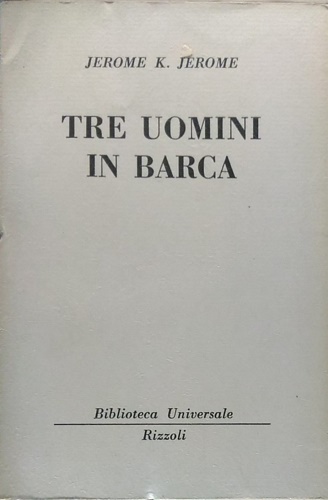 JEROME K. JEROME
TRE UOMINI
IN BARCA
Biblioteca Universale
Rizzoli